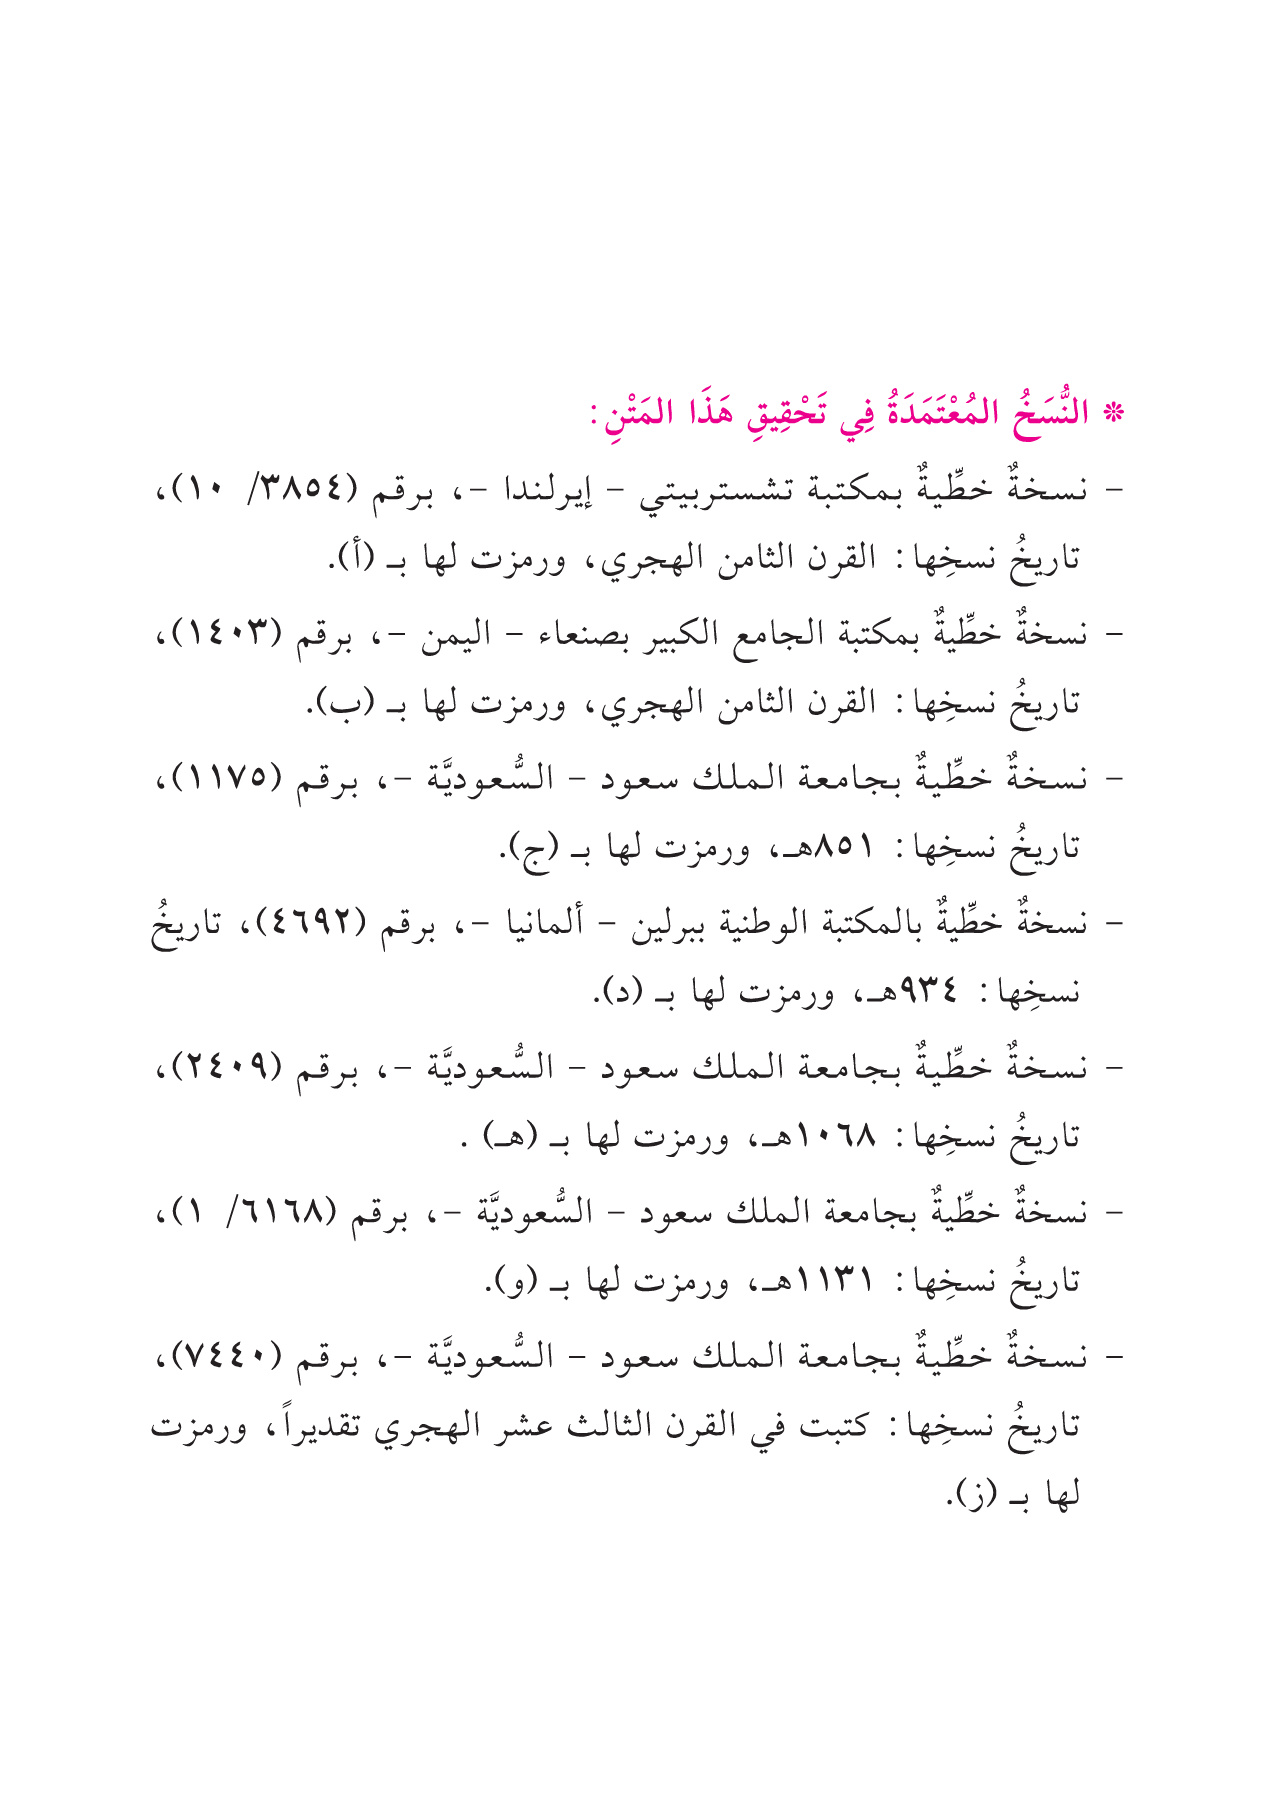 * النُّسَخُ المُعْتَمَدَةُ فِي تَحْقِيقِ هَذَا المَتْنِ:
- نسخةٌ خطِّيةٌ بمكتبة تشستربيتي - إيرلندا -، برقم (٣٨٥٤/ ١٠)،
تاريخُ نسخِها: القرن الثامن الهجري، ورمزت لها بـ (أ).
- نسخةٌ خطِّيةٌ بمكتبة الجامع الكبير بصنعاء - اليمن -، برقم (١٤٠٣)،
تاريخُ نسخِها: القرن الثامن الهجري، ورمزت لها بـ (ب).
- نسخةٌ خطِّيةٌ بجامعة الملك سعود - السُّعوديَّة -، برقم (١١٧٥)،
تاريخُ نسخِها: ٨٥١هـ، ورمزت لها بـ (ج).
- نسخةٌ خطِّيةٌ بالمكتبة الوطنية ببرلين - ألمانيا -، برقم (٤٦٩٢)، تاريخُ
نسخِها: ٩٣٤هـ، ورمزت لها بـ (د).
- نسخةٌ خطِّيةٌ بجامعة الملك سعود - السُّعوديَّة -، برقم (٢٤٠٩)،
تاريخُ نسخِها: ١٠٦٨هـ، ورمزت لها بـ (هـ) .
- نسخةٌ خطِّيةٌ بجامعة الملك سعود - السُّعوديَّة -، برقم (٦١٦٨/ ١)،
تاريخُ نسخِها: ١١٣١هـ، ورمزت لها بـ (و).
- نسخةٌ خطِّيةٌ بجامعة الملك سعود - السُّعوديَّة -، برقم (٧٤٤٠)،
تاريخُ نسخِها: كتبت في القرن الثالث عشر الهجري تقديراً، ورمزت
لها بـ (ز).